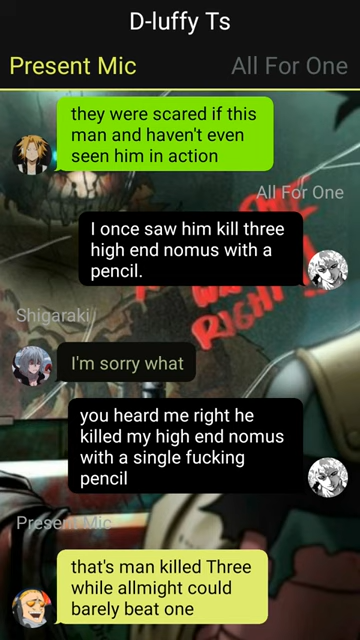 D-luffy Ts
Present Mic
All For One
they were scared if this
man and haven't even
seen him in action
All For One
I once saw him kill three
high end nomus with a
pencil.
RIGHT
Shigaraki
I'm sorry what
you heard me right he
killed my high end nomus
with a single fucking
pencil
Present Mic
that's man killed Three
while allmight could
barely beat one